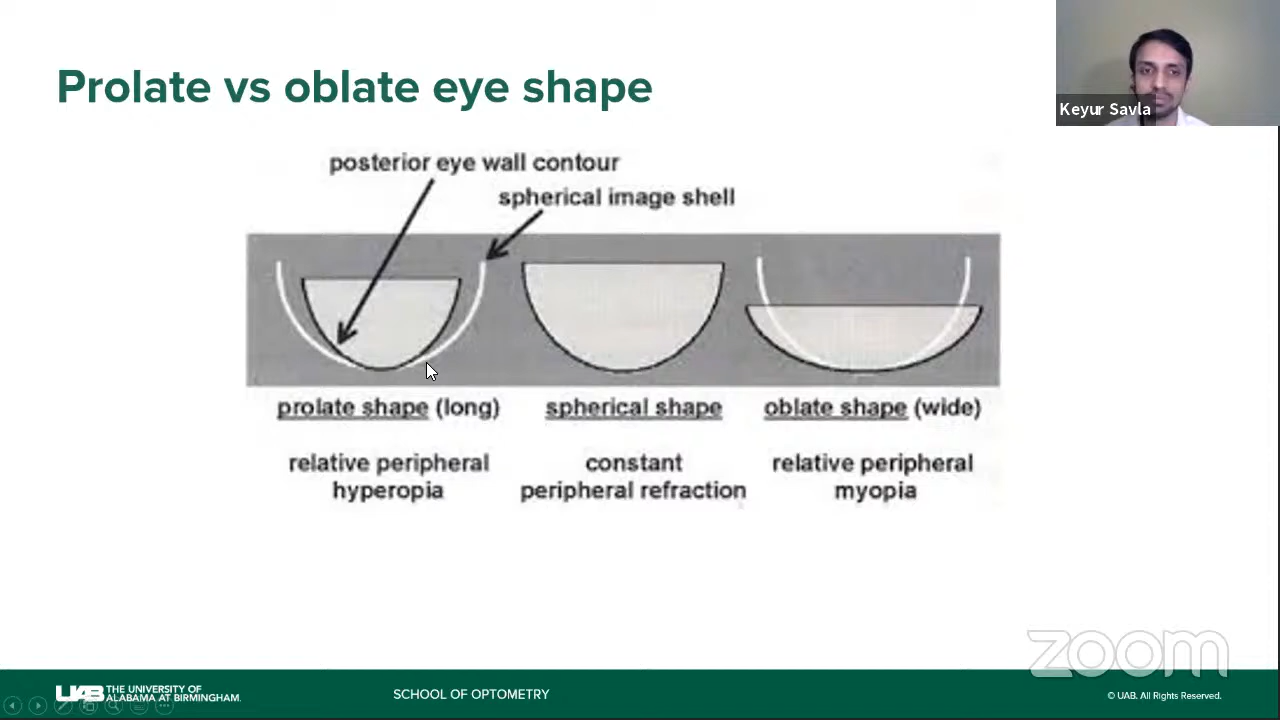 Prolate vs oblate eye shape
Keyur Savla
posterior eye wall contour
spherical image shell
prolate shape (long)
spherical shape
oblate shape (wide)
relative peripheral
hyperopia
constant
peripheral refraction
relative peripheral
myopia
zoom
UAB THE UNIVERSITY OF
ALABAMA AT BIRMINGHAM.
SCHOOL OF OPTOMETRY
© UAB. All Rights Reserved.